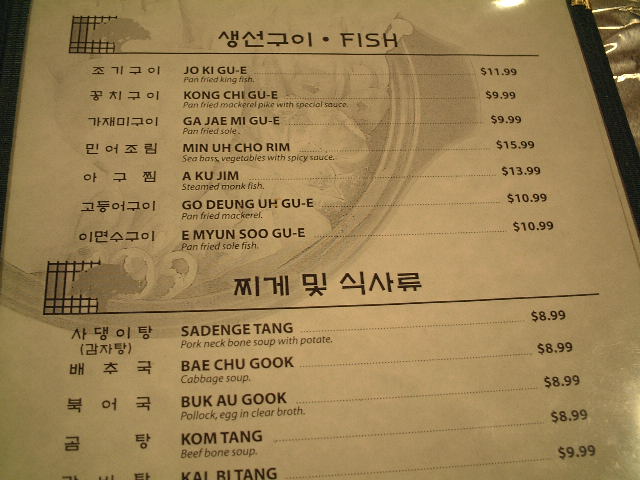 생선구이 • FISH
조기구이 JO KI GU-E $11.99
Pan fried king fish.
꽁치구이 KONG CHI GU-E $9.99
Pan fried mackerel pike with special sauce.
가재미구이 GA JAE MI GU-E $9.99
Pan fried sole.
민어조림 MIN UH CHO RIM $15.99
Sea bass, vegetables with spicy sauce.
아구찜 A KU JIM $13.99
Steamed monk fish.
고등어구이 GO DEUNG UH GU-E $10.99
Pan fried mackerel.
이면수구이 E MYUN SOO GU-E $10.99
Pan fried sole fish.
찌게 및 식사류
사댕이탕 SADENGE TANG $8.99
(감자탕) Pork neck bone soup with potate.
배추국 BAE CHU GOOK $8.99
Cabbage soup.
북어국 BUK AU GOOK $8.99
Pollock, egg in clear broth.
곰탕 KOM TANG $8.99
Beef bone soup.
갈비탕 KAL BI TANG $9.99